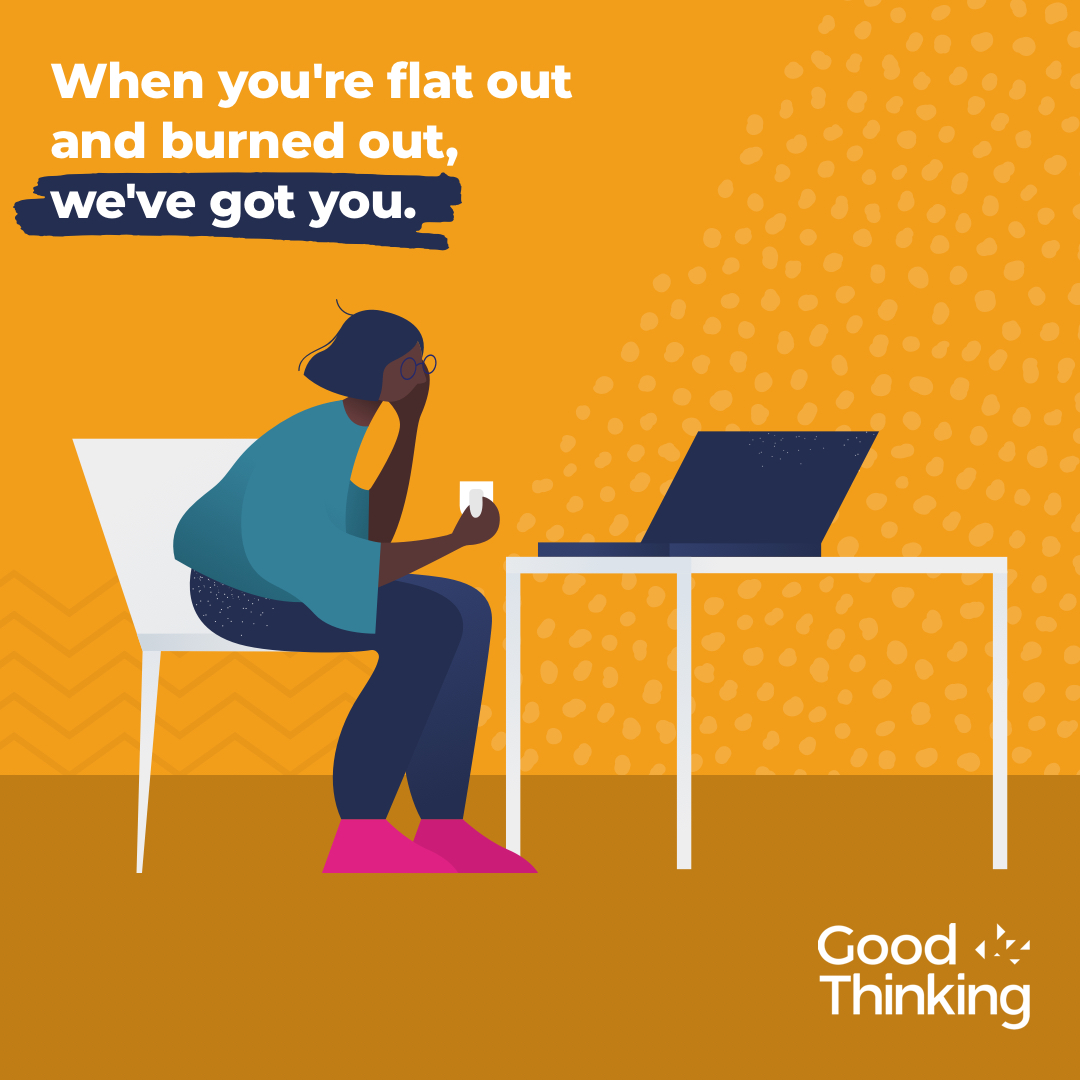 When you're flat out
and burned out,
we've got you.
Good
Thinking